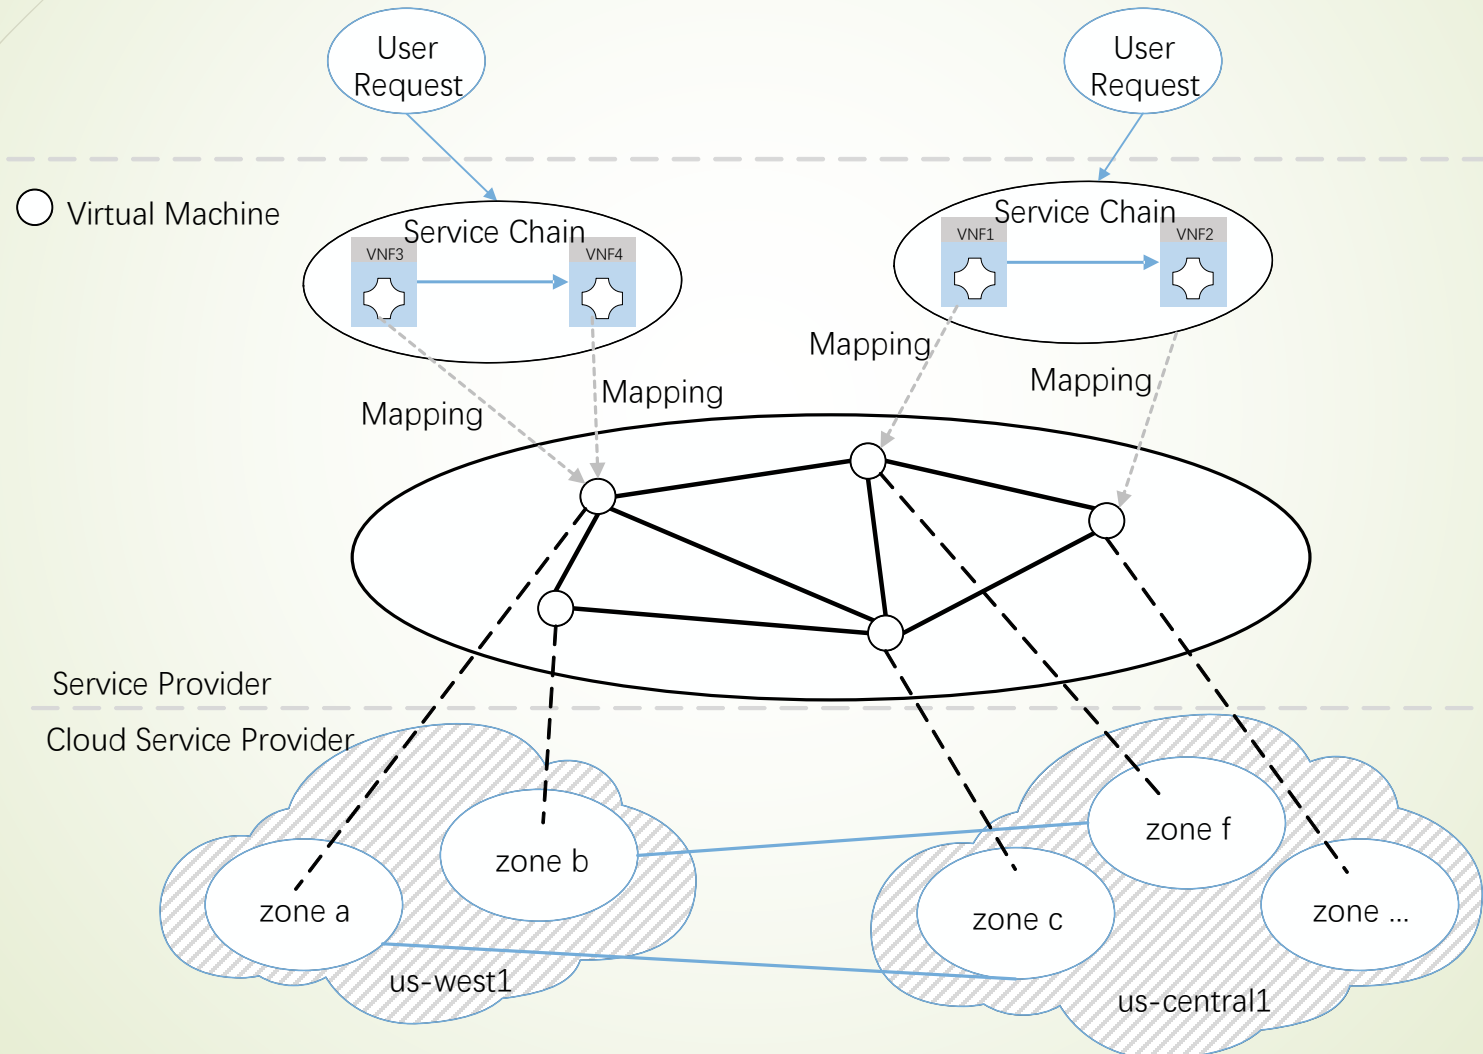 User
Request
User
Request
Virtual Machine
Service Chain
VNF3
VNF4
Service Chain
VNF1
VNF2
Mapping
Mapping
Mapping
Mapping
Service Provider
Cloud Service Provider
zone a
zone b
us-west1
zone f
zone c
zone ...
us-central1